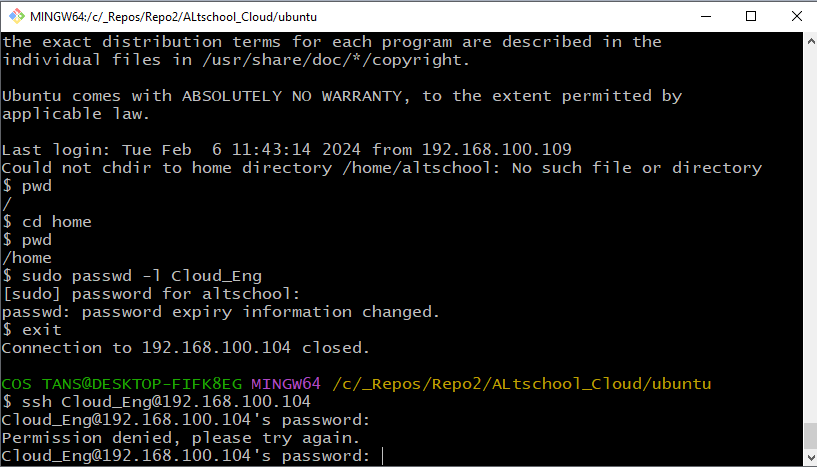 MINGW64:/c/_Repos/Repo2/ALtschool_Cloud/ubuntu
the exact distribution terms for each program are described in the
individual files in /usr/share/doc/*/copyright.
Ubuntu comes with ABSOLUTELY NO WARRANTY, to the extent permitted by
applicable law.
Last login: Tue Feb  6 11:43:14 2024 from 192.168.100.109
Could not chdir to home directory /home/altschool: No such file or directory
$ pwd
/
$ cd home
$ pwd
/home
$ sudo passwd -l Cloud_Eng
[sudo] password for altschool:
passwd: password expiry information changed.
$ exit
Connection to 192.168.100.104 closed.
COS TANS@DESKTOP-FIFK8EG MINGW64 /c/_Repos/Repo2/ALtschool_Cloud/ubuntu
$ ssh Cloud_Eng@192.168.100.104
Cloud_Eng@192.168.100.104's password:
Permission denied, please try again.
Cloud_Eng@192.168.100.104's password: